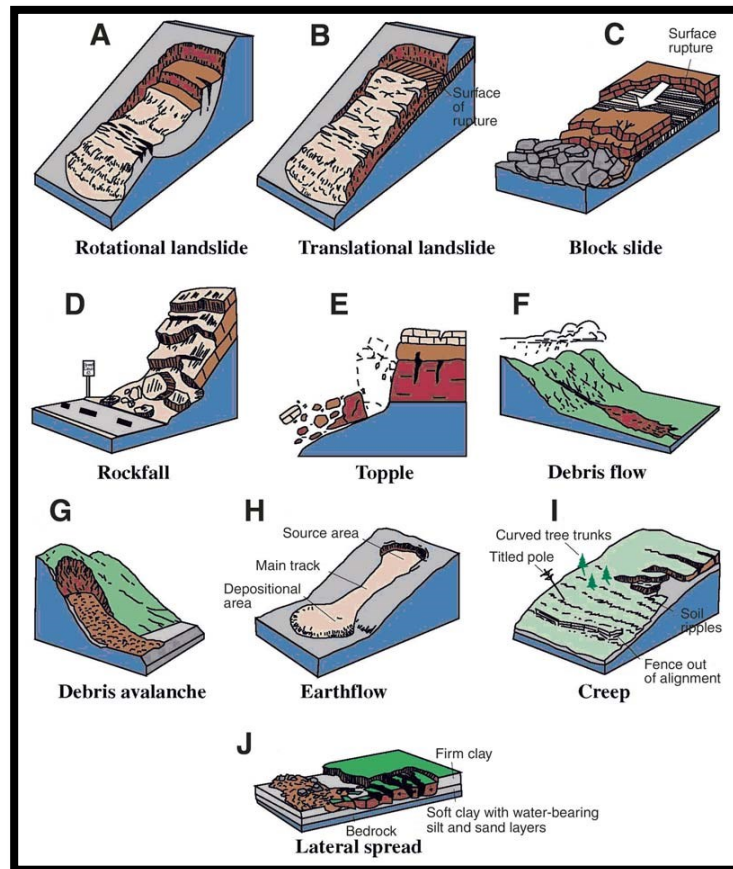 A
B
C
Surface
rupture
Surface
of
rupture
Rotational landslide
Translational landslide
Block slide
D
E
F
Rockfall
Topple
Debris flow
G
H
I
Source area
Main track
Depositional
area
Curved tree trunks
Titled pole
Soil
ripples
Fence out
of alignment
Debris avalanche
Earthflow
Creep
J
Firm clay
Soft clay with water-bearing
silt and sand layers
Bedrock
Lateral spread